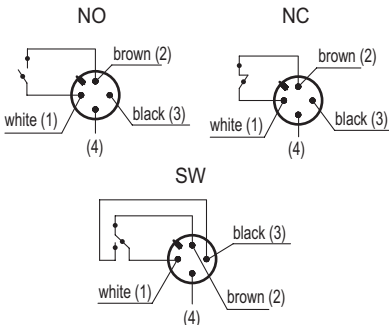 NO
brown (2)
white (1)
black (3)
(4)
NC
brown (2)
white (1)
black (3)
(4)
SW
black (3)
white (1)
brown (2)
(4)